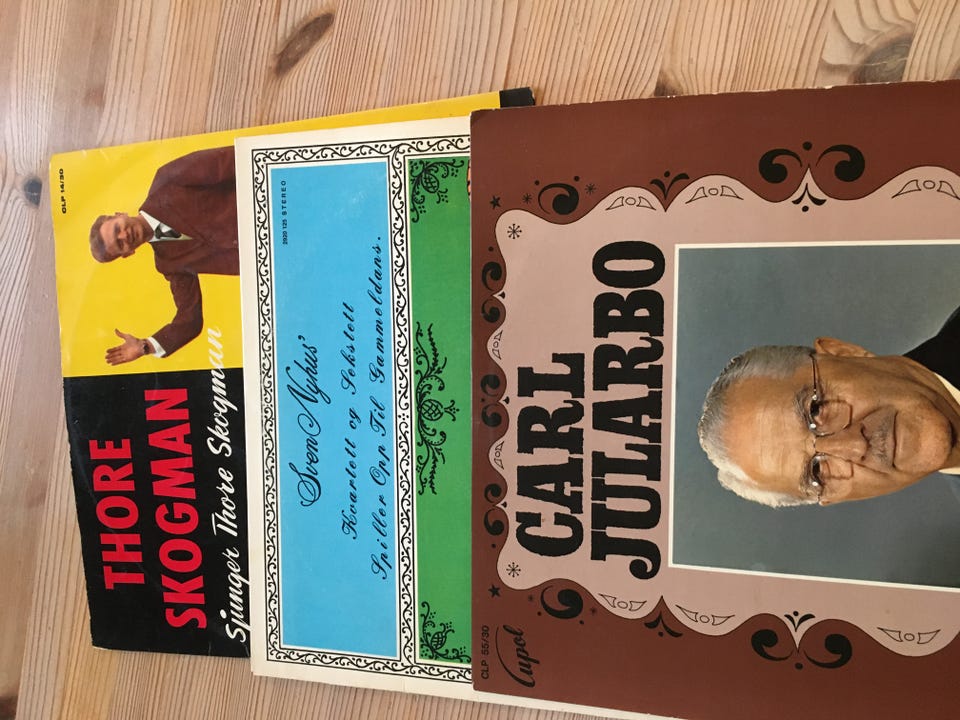 OLP 14/30
THORE
SKOGMAN
Sjunger Thore Skogman
2920 125 STEREO
Sven Nyhus'
Kvartett og Sekstett
Spiller Opp Til Gammeldans.
CLP 55/30
Cupol
CARL
JULARBO